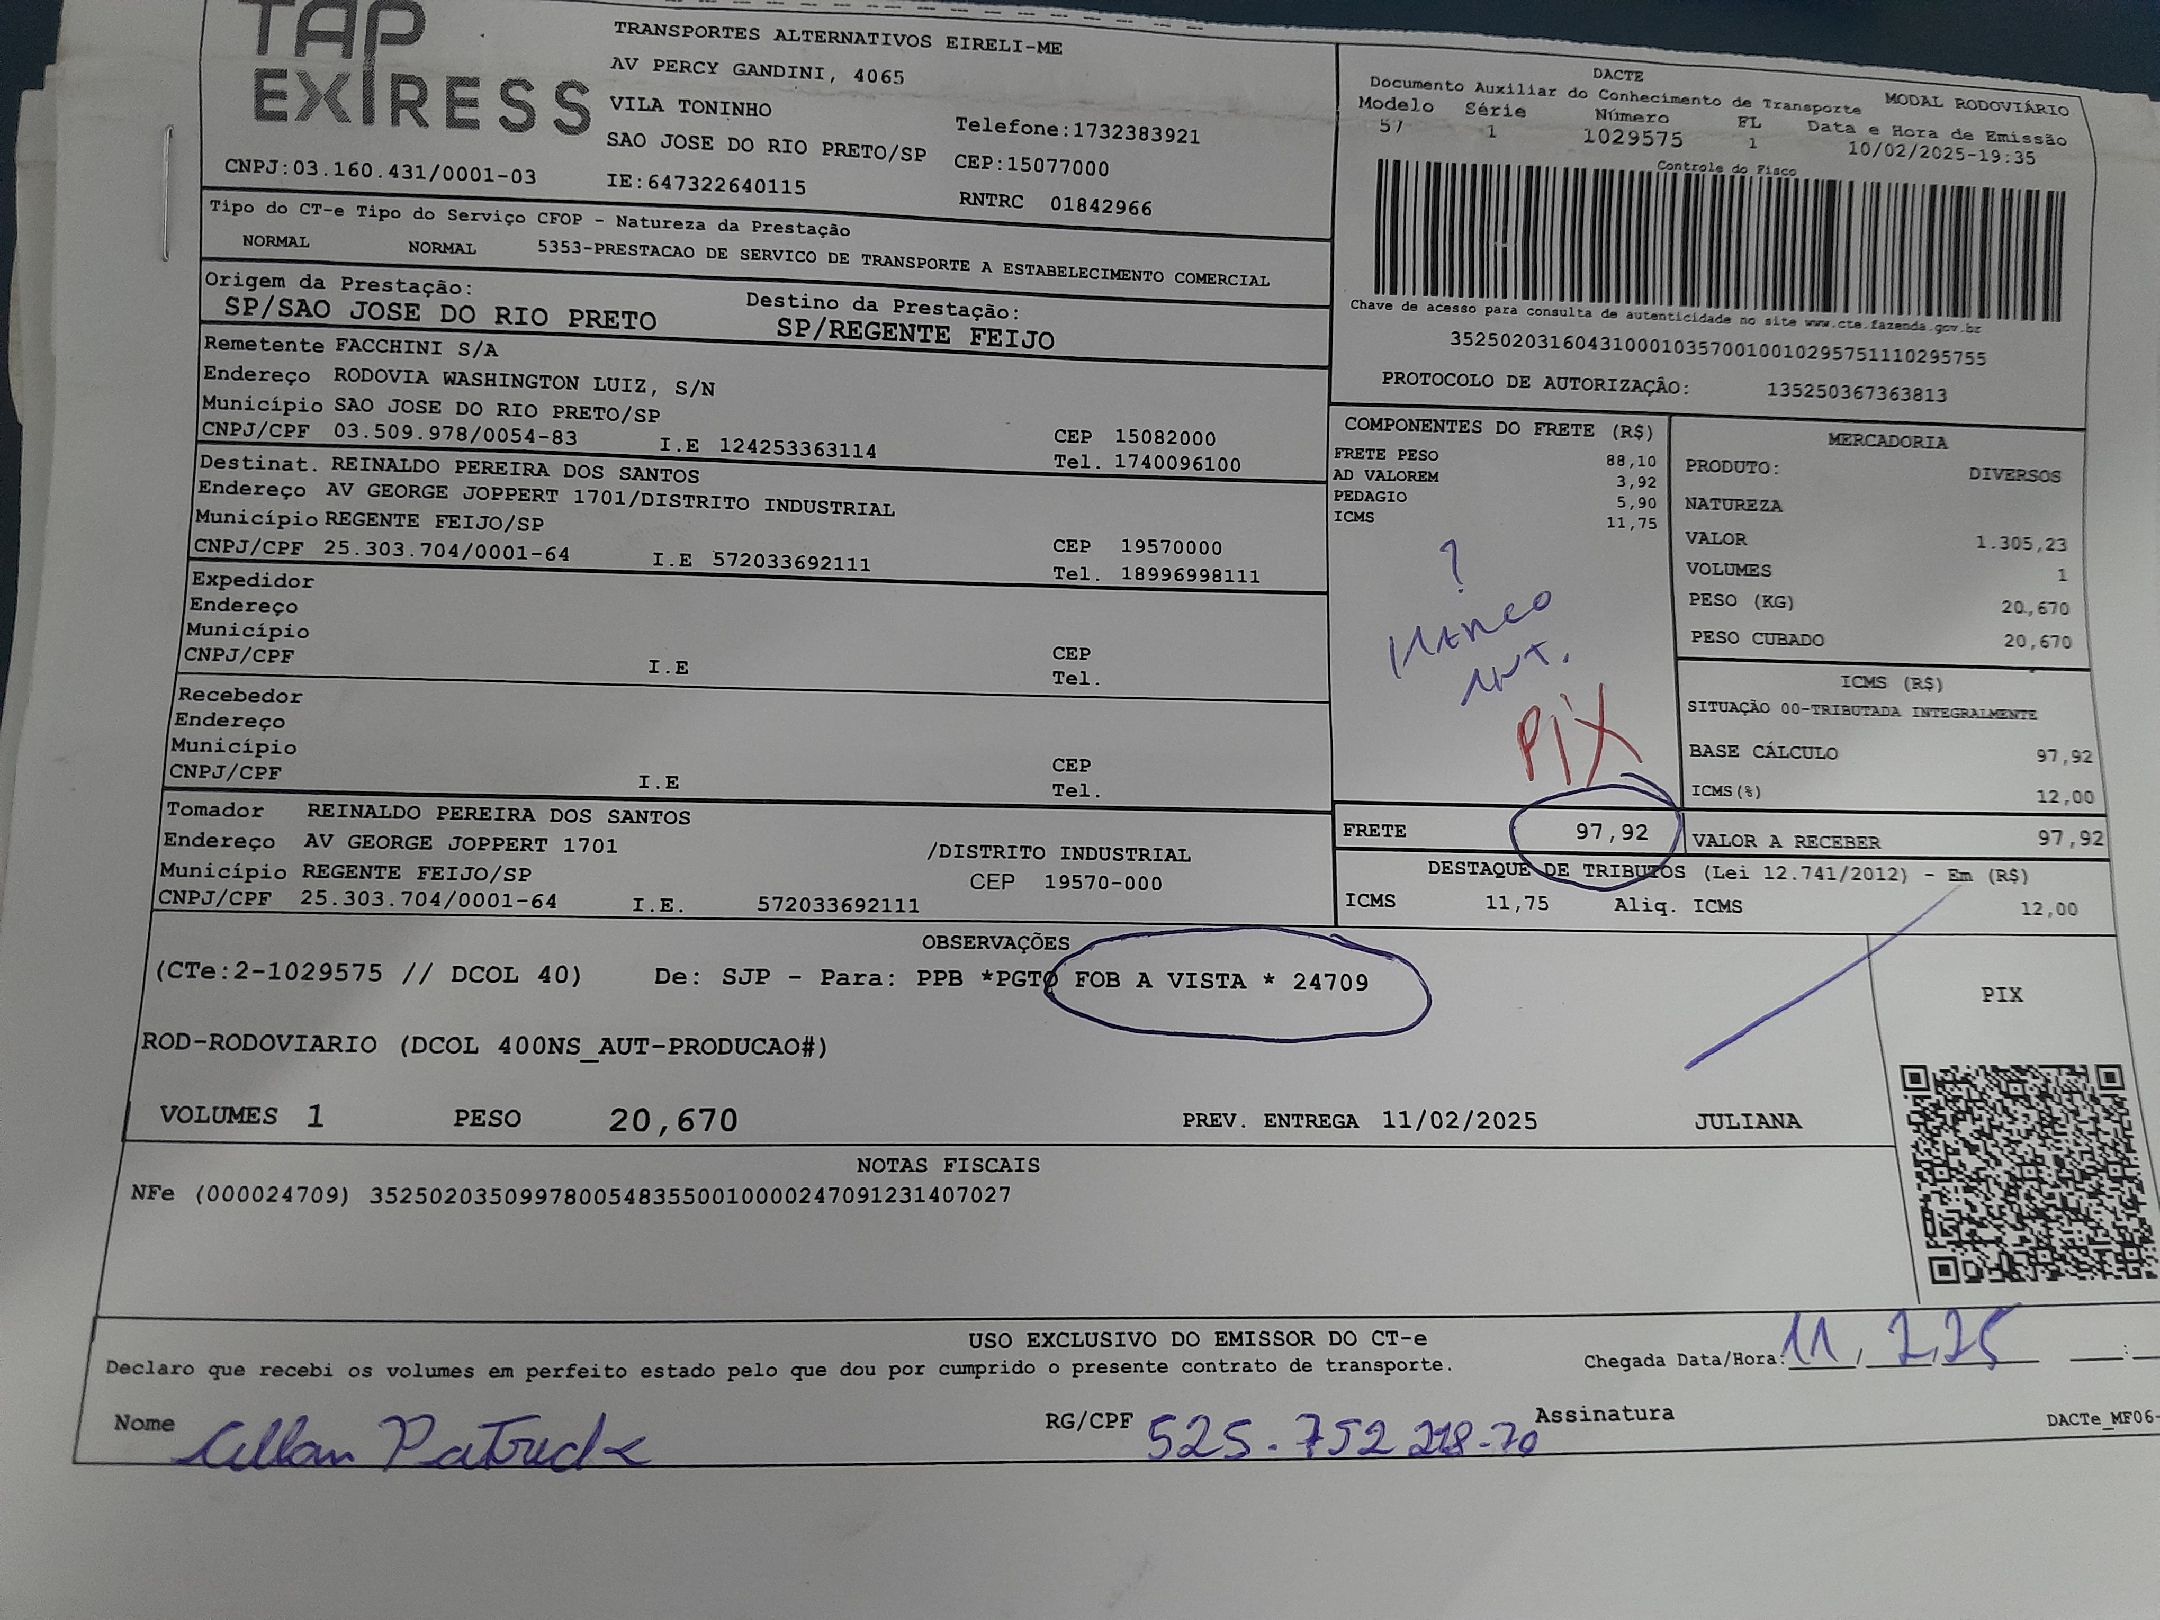 TAP
EXIRESS
CNPJ:03.160.431/0001-03
TRANSPORTES ALTERNATIVOS EIRELI-ME
AV PERCY GANDINI, 4065
VILA TONINHO
SAO JOSE DO RIO PRETO/SP
IE:647322640115
Telefone:1732383921
CEP:15077000
RNTRC 01842966
DACTE
Documento Auxiliar do Conhecimento de Transporte
MODAL RODOVIÁRIO
Modelo Série Número FL Data e Hora de Emissão
57 1 1029575 1 10/02/2025-19:35
Controle do Fisco
Chave de acesso para consulta de autenticidade no site www.cte.fazenda.gov.br
35250203160431000103570010010295751110295755
PROTOCOLO DE AUTORIZAÇÃO: 135250367363813
Tipo do CT-e Tipo do Serviço CFOP - Natureza da Prestação
NORMAL NORMAL 5353-PRESTACAO DE SERVICO DE TRANSPORTE A ESTABELECIMENTO COMERCIAL
Origem da Prestação: Destino da Prestação:
SP/SAO JOSE DO RIO PRETO SP/REGENTE FEIJO
Remetente FACCHINI S/A
Endereço RODOVIA WASHINGTON LUIZ, S/N
Município SAO JOSE DO RIO PRETO/SP
CNPJ/CPF 03.509.978/0054-83 I.E 124253363114
CEP 15082000
Tel. 1740096100
Destinat. REINALDO PEREIRA DOS SANTOS
Endereço AV GEORGE JOPPERT 1701/DISTRITO INDUSTRIAL
Município REGENTE FEIJO/SP
CNPJ/CPF 25.303.704/0001-64 I.E 572033692111
CEP 19570000
Tel. 18996998111
Expedidor
Endereço
Município
CNPJ/CPF I.E
CEP
Tel.
Recebedor
Endereço
Município
CNPJ/CPF I.E
CEP
Tel.
Tomador REINALDO PEREIRA DOS SANTOS
Endereço AV GEORGE JOPPERT 1701 /DISTRITO INDUSTRIAL
Município REGENTE FEIJO/SP CEP 19570-000
CNPJ/CPF 25.303.704/0001-64 I.E. 572033692111
COMPONENTES DO FRETE (R$)
FRETE PESO 88,10
AD VALOREM 3,92
PEDAGIO 5,90
ICMS 11,75
?
PIX
FRETE 97,92
MERCADORIA
PRODUTO: DIVERSOS
NATUREZA
VALOR 1.305,23
VOLUMES 1
PESO (KG) 20,670
PESO CUBADO 20,670
ICMS (R$)
SITUAÇÃO 00-TRIBUTADA INTEGRALMENTE
BASE CÁLCULO 97,92
ICMS(%) 12,00
VALOR A RECEBER 97,92
DESTAQUE DE TRIBUTOS (Lei 12.741/2012) - Em (R$)
ICMS 11,75 Aliq. ICMS 12,00
OBSERVAÇÕES
(CTe:2-1029575 // DCOL 40) De: SJP - Para: PPB *PGTO FOB A VISTA * 24709
ROD-RODOVIARIO (DCOL 400NS_AUT-PRODUCAO#)
VOLUMES 1 PESO 20,670 PREV. ENTREGA 11/02/2025 JULIANA
PIX
NOTAS FISCAIS
NFe (000024709) 35250203509978005483550010000247091231407027
USO EXCLUSIVO DO EMISSOR DO CT-e
Declaro que recebi os volumes em perfeito estado pelo que dou por cumprido o presente contrato de transporte.
Chegada Data/Hora: 11 / 2 25 :
Nome Allan Patrick RG/CPF 525.752 218-70 Assinatura
DACTe_MF06-